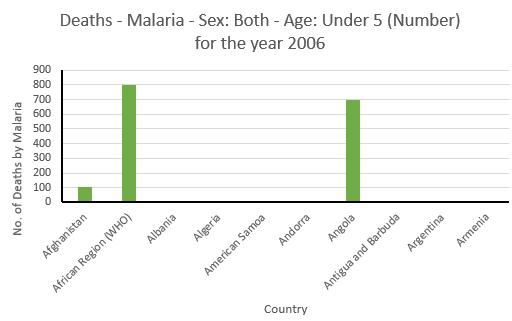 Deaths - Malaria - Sex: Both - Age: Under 5 (Number)
for the year 2006
900
800
700
600
500
400
300
200
100
0
No. of Deaths by Malaria
Afghanistan
African Region (WHO)
Albania
Algeria
American Samoa
Andorra
Angola
Antigua and Barbuda
Argentina
Armenia
Country